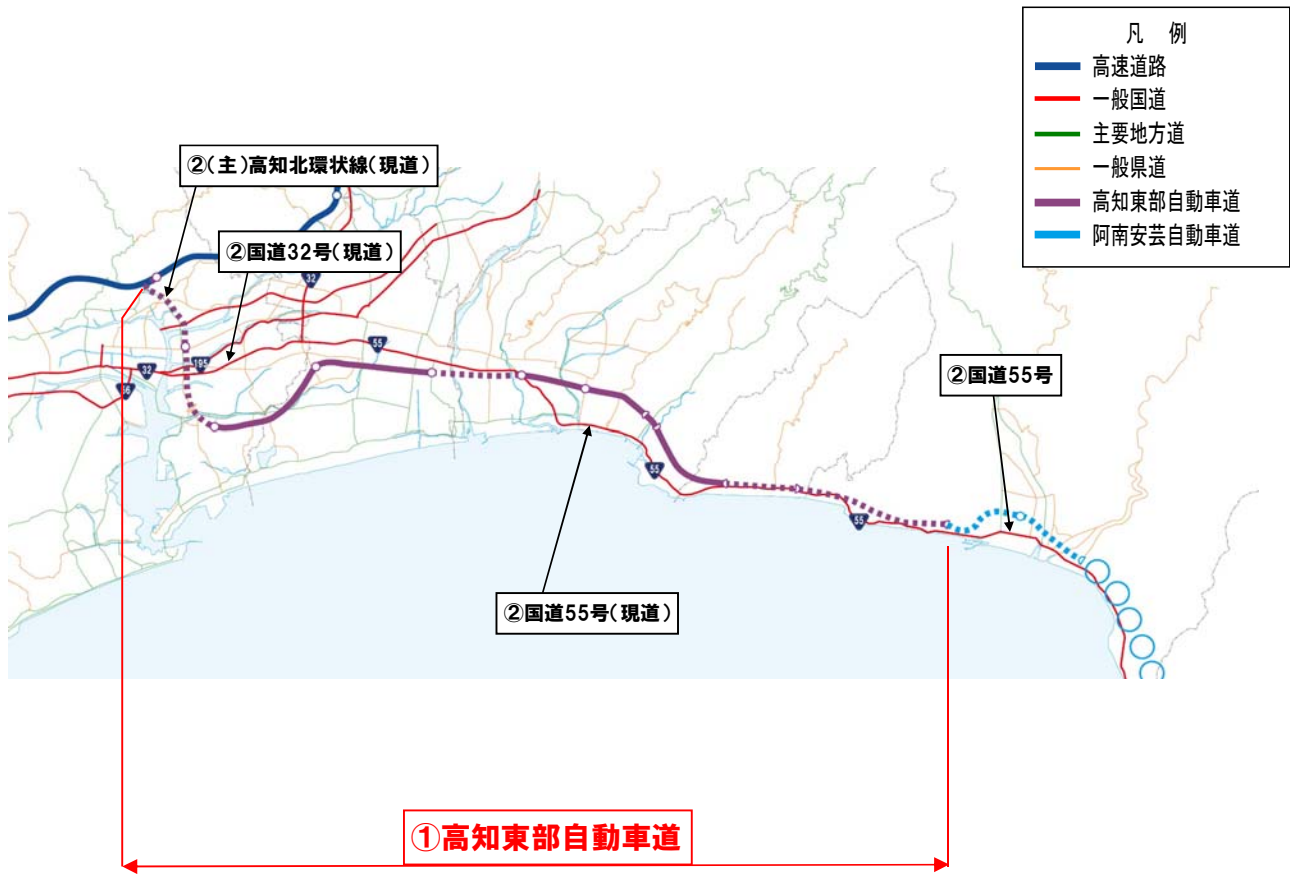 凡 例
高速道路
一般国道
主要地方道
一般県道
高知東部自動車道
阿南安芸自動車道
②(主)高知北環状線(現道)
②国道32号(現道)
32
195
55
32
56
②国道55号
55
55
②国道55号(現道)
①高知東部自動車道